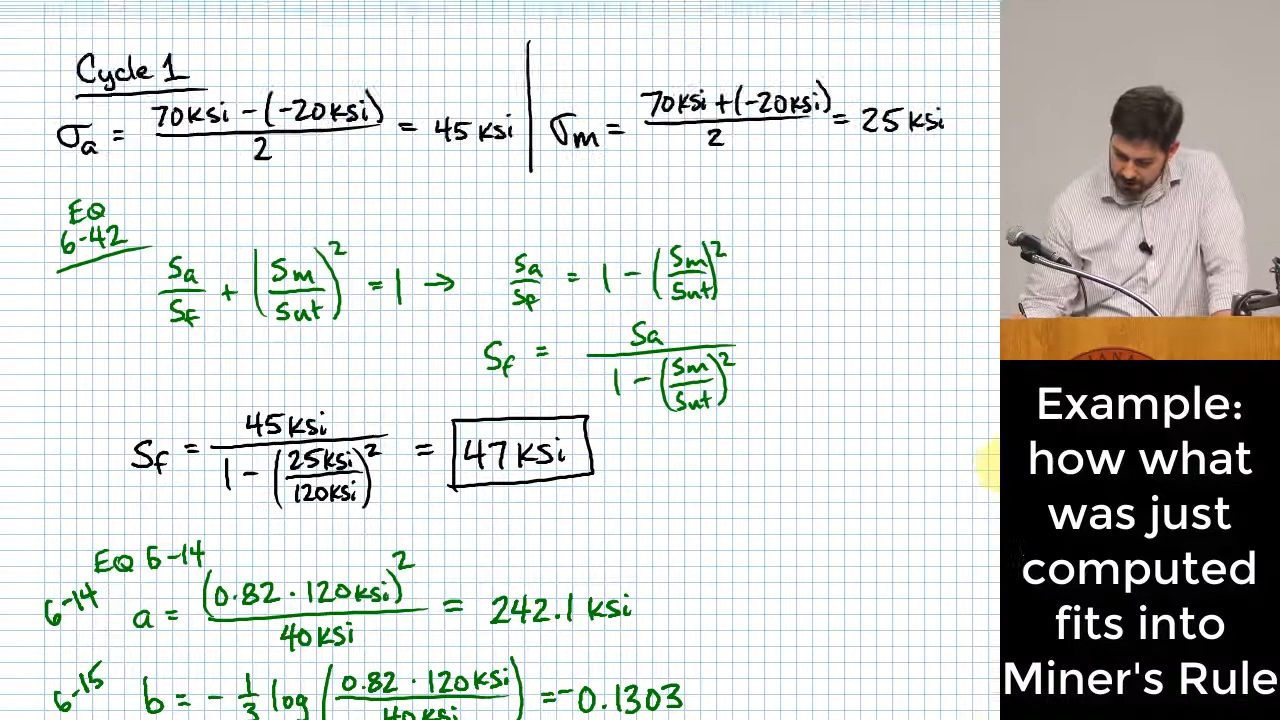 Cycle 1
σa = (70ksi - (-20ksi)) / 2 = 45 ksi | σm = (70ksi + (-20ksi)) / 2 = 25 ksi
EQ
6-42
Sa/Sf + (Sm/Sut)² = 1 → Sa/Sf = 1 - (Sm/Sut)²
Sf = Sa / (1 - (Sm/Sut)²)
Sf = 45ksi / (1 - (25ksi/120ksi)²) = 47 ksi
EQ 6-14
6-14 a = (0.82 · 120ksi)² / 40ksi = 242.1 ksi
6-15 b = - 1/3 log (0.82 · 120ksi / 40ksi) = -0.1303
Example:
how what
was just
computed
fits into
Miner's Rule